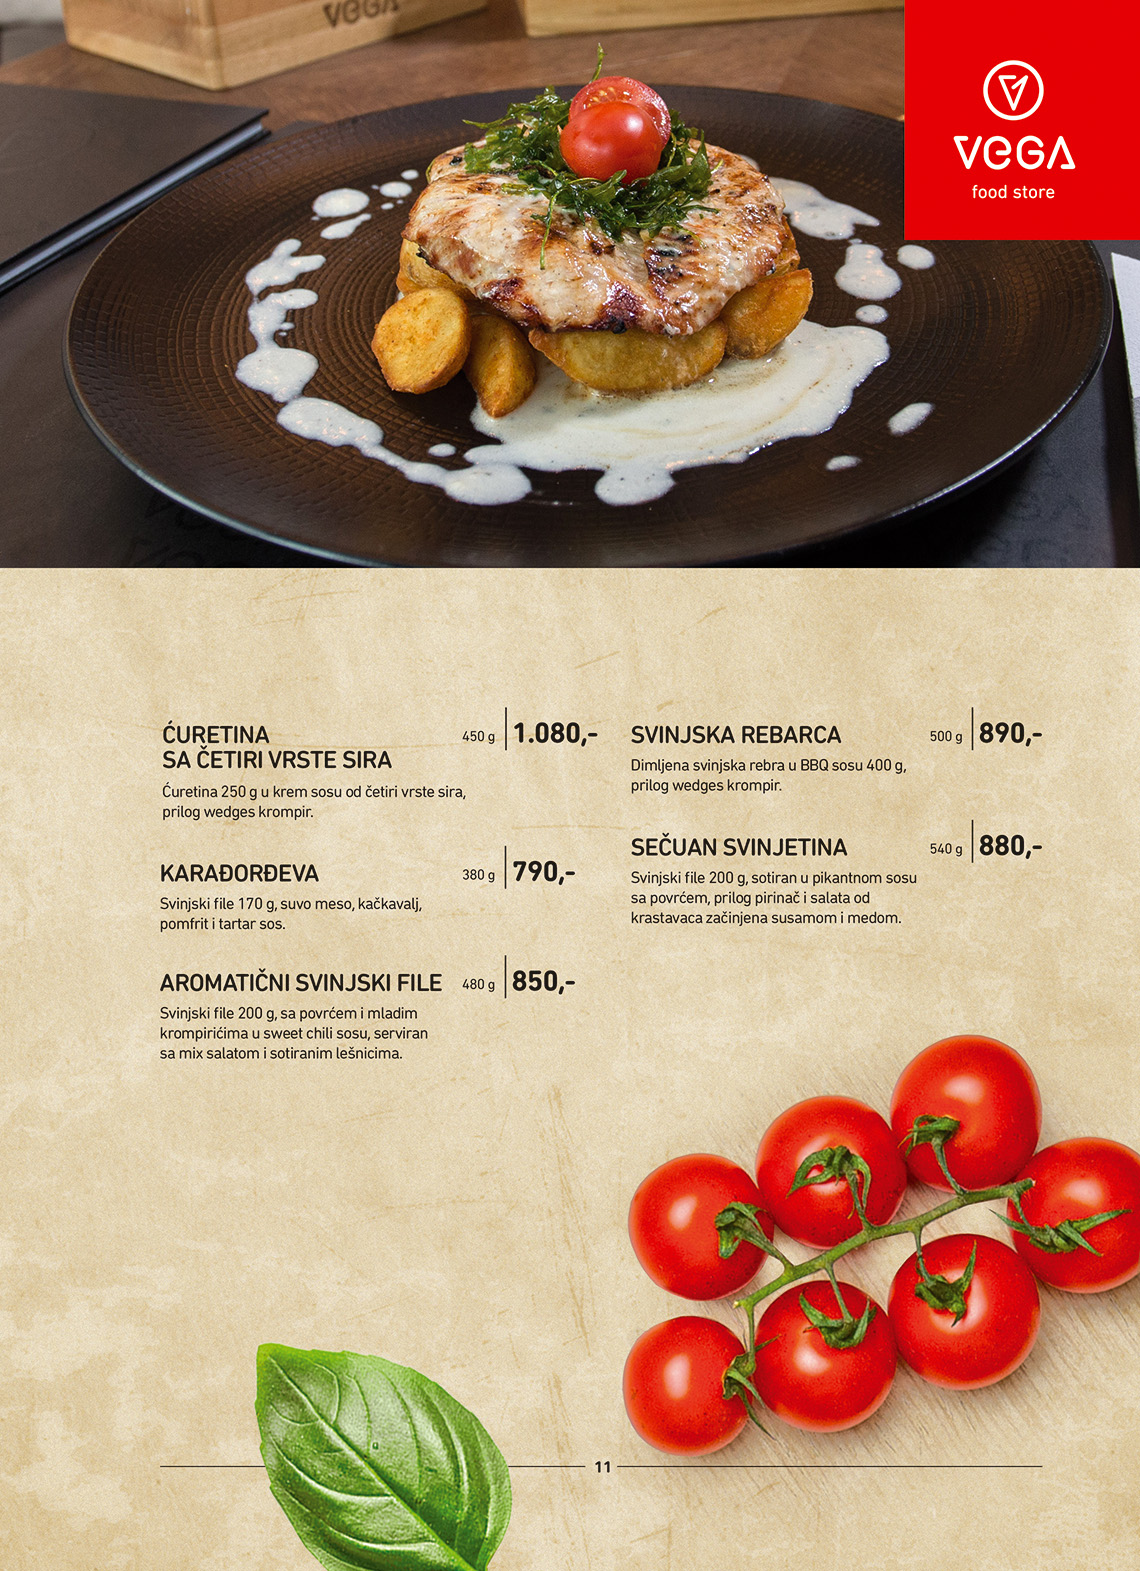 VEGA
VEGA
food store
ĆURETINA
SA ČETIRI VRSTE SIRA
450 g
1.080,-
Ćuretina 250 g u krem sosu od četiri vrste sira,
prilog wedges krompir.
KARAĐORĐEVA
380 g
790,-
Svinjski file 170 g, suvo meso, kačkavalj,
pomfrit i tartar sos.
AROMATIČNI SVINJSKI FILE
480 g
850,-
Svinjski file 200 g, sa povrćem i mladim
krompirićima u sweet chili sosu, serviran
sa mix salatom i sotiranim lešnicima.
SVINJSKA REBARCA
500 g
890,-
Dimljena svinjska rebra u BBQ sosu 400 g,
prilog wedges krompir.
SEČUAN SVINJETINA
540 g
880,-
Svinjski file 200 g, sotiran u pikantnom sosu
sa povrćem, prilog pirinač i salata od
krastavaca začinjena susamom i medom.
11